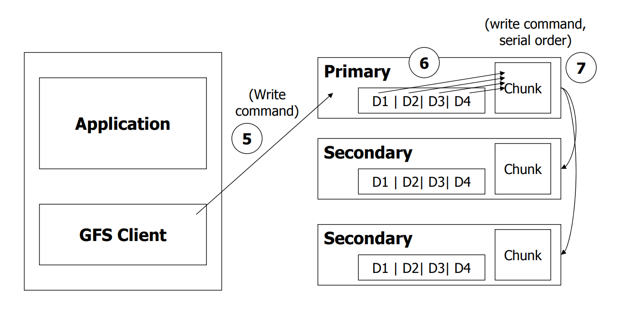 (write command,
serial order)
7
6
Primary
D1 | D2| D3| D4
Chunk
(Write
command)
5
Application
GFS Client
Secondary
D1 | D2| D3| D4
Chunk
Secondary
D1 | D2| D3| D4
Chunk